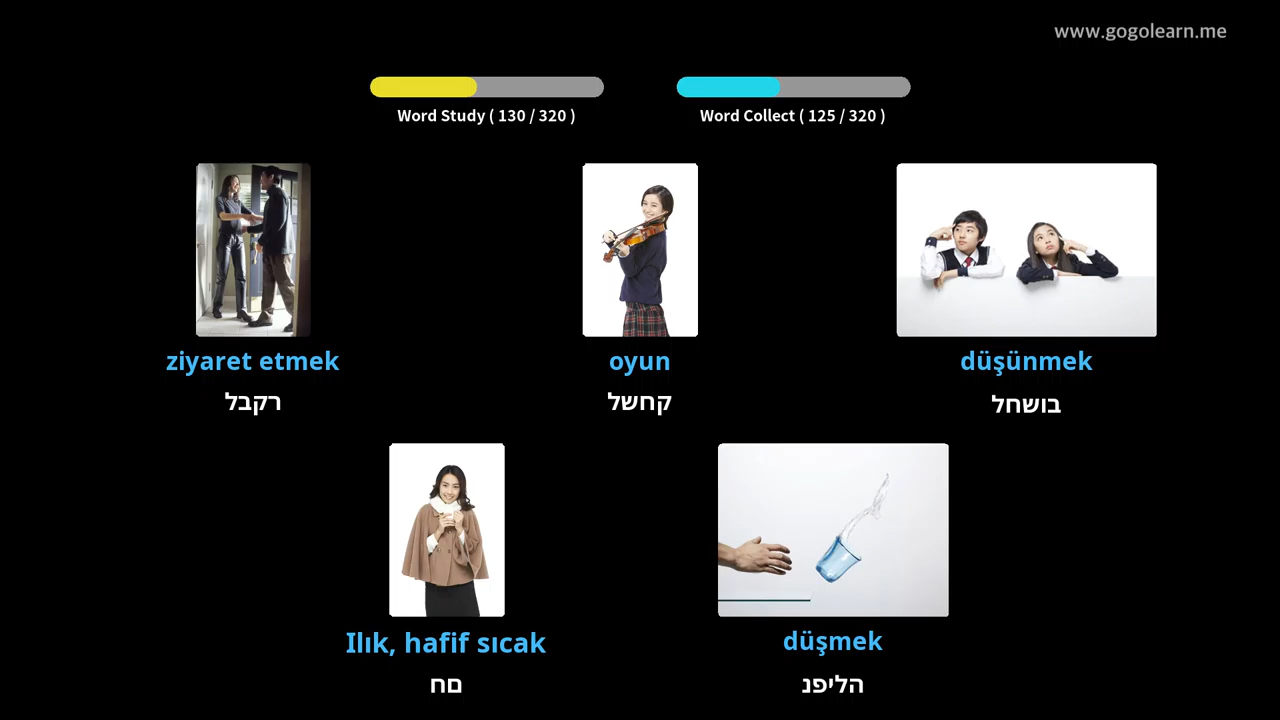 www.gogolearn.me
Word Study ( 130 / 320 )
Word Collect ( 125 / 320 )
ziyaret etmek
רקבל
oyun
קחשל
düşünmek
בושחל
Ilık, hafif sıcak
םח
düşmek
הליפנ